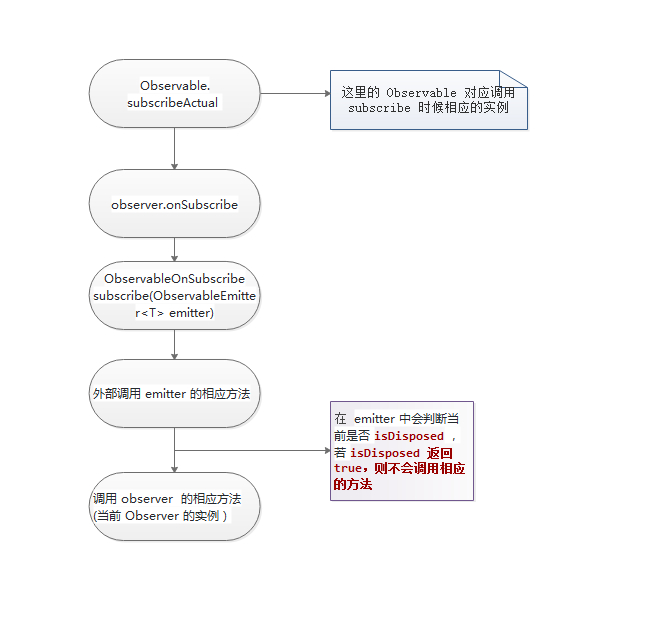 Observable.
subscribeActual
这里的 Observable 对应调用
subscribe 时候相应的实例
observer.onSubscribe
ObservableOnSubscribe
subscribe(ObservableEmitte
r<T> emitter)
外部调用 emitter 的相应方法
在 emitter 中会判断当
前是否 isDisposed ，
若 isDisposed 返回
true，则不会调用相应
的方法
调用 observer 的相应方法
(当前 Observer 的实例 )